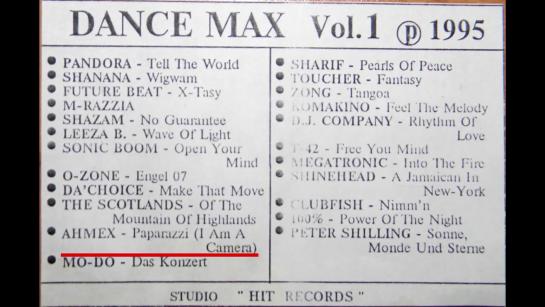 DANCE MAX Vol.1 ℗ 1995
PANDORA - Tell The World
SHANANA - Wigwam
FUTURE BEAT - X-Tasy
M-RAZZIA
SHAZAM - No Guarantee
LEEZA B. - Wave Of Light
SONIC BOOM - Open Your
Mind
O-ZONE - Engel 07
DA'CHOICE - Make That Move
THE SCOTLANDS - Of The
Mountain Of Highlands
AHMEX - Paparazzi (I Am A
Camera)
MO-DO - Das Konzert
SHARIF - Pearls Of Peace
TOUCHER - Fantasy
ZONG - Tangoa
KOMAKINO - Feel The Melody
D.J. COMPANY - Rhythm Of
Love
T-42 - Free You Mind
MEGATRONIC - Into The Fire
SHINEHEAD - A Jamaican In
New-York
CLUBFISH - Nimm'n
100% - Power Of The Night
PETER SHILLING - Sonne,
Monde Und Sterne
STUDIO " HIT RECORDS "